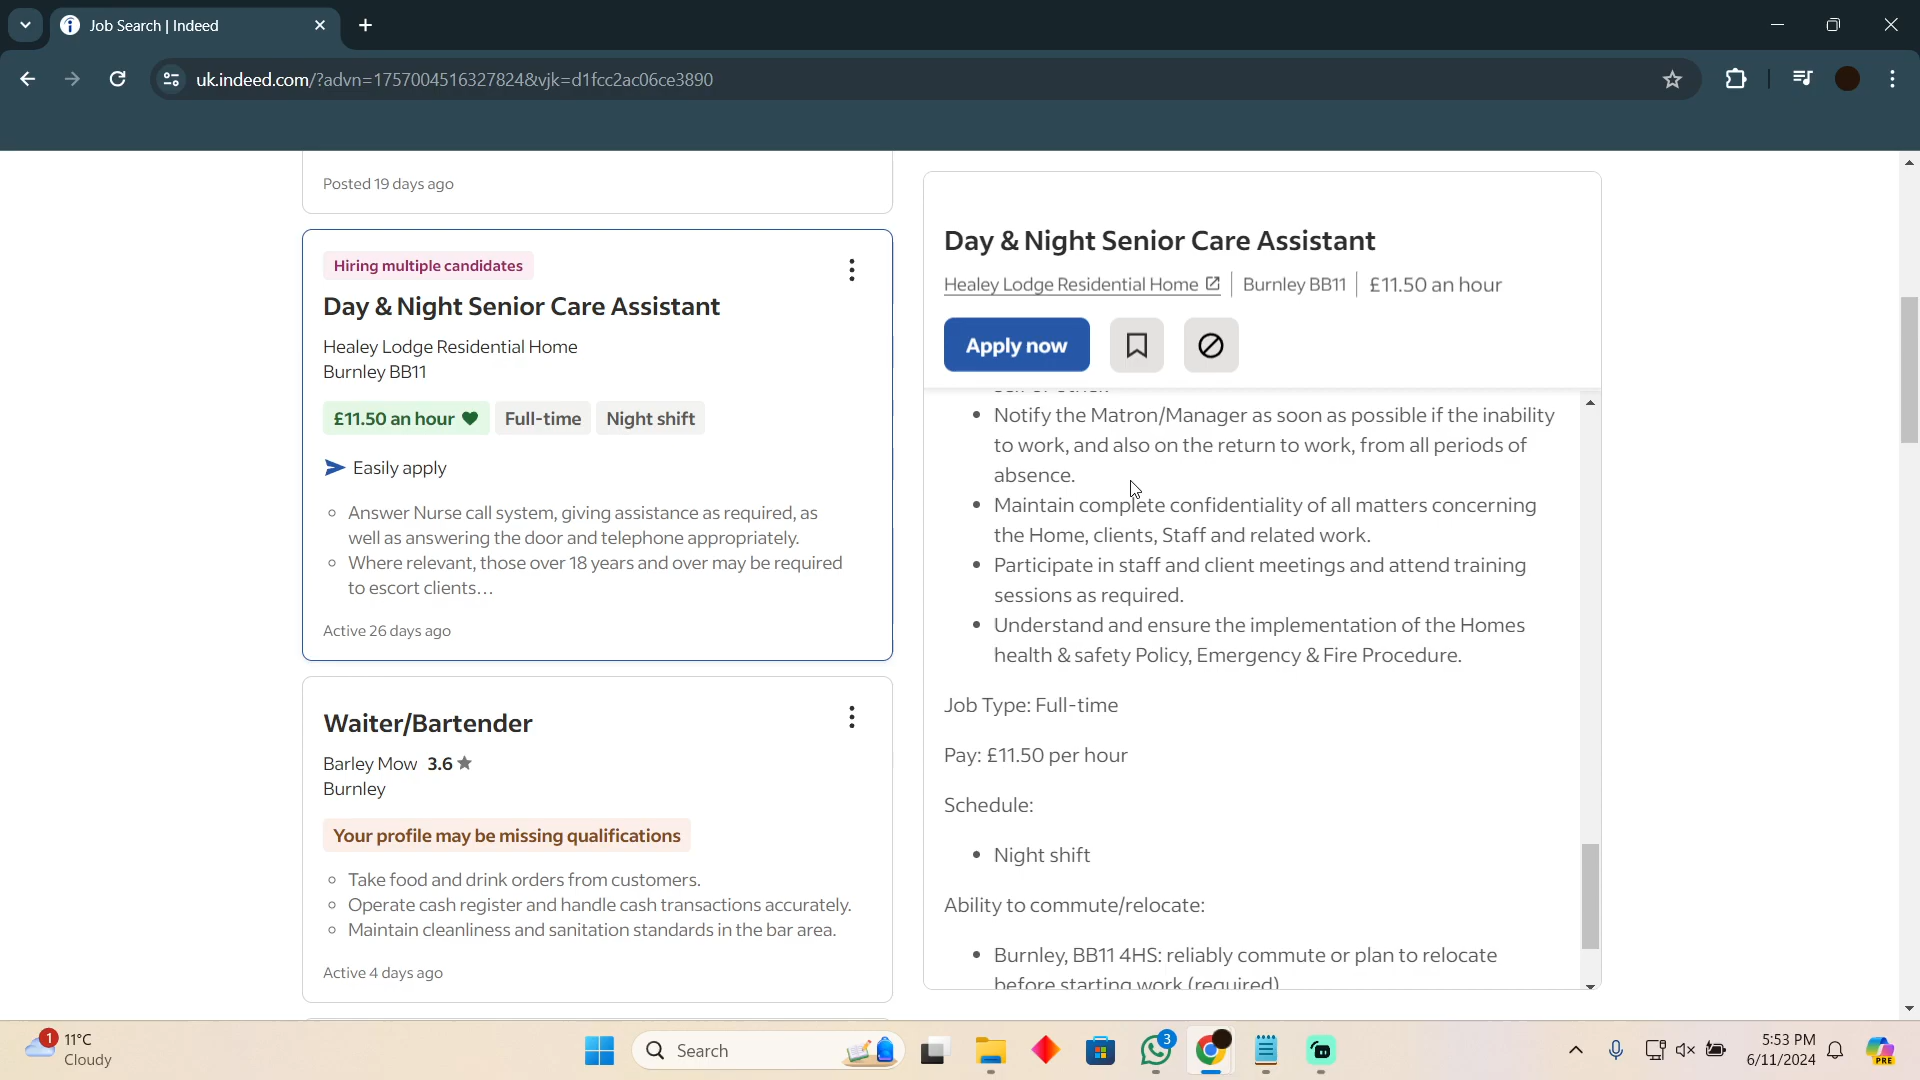 Job Search | Indeed
uk.indeed.com/?advn=1757004516327824&vjk=d1fcc2ac06ce3890
Posted 19 days ago
Hiring multiple candidates
Day & Night Senior Care Assistant
Healey Lodge Residential Home
Burnley BB11
£11.50 an hour
Full-time
Night shift
Easily apply
Answer Nurse call system, giving assistance as required, as
well as answering the door and telephone appropriately.
Where relevant, those over 18 years and over may be required
to escort clients…
Active 26 days ago
Waiter/Bartender
Barley Mow 3.6
Burnley
Your profile may be missing qualifications
Take food and drink orders from customers.
Operate cash register and handle cash transactions accurately.
Maintain cleanliness and sanitation standards in the bar area.
Active 4 days ago
Day & Night Senior Care Assistant
Healey Lodge Residential Home
Burnley BB11
£11.50 an hour
Apply now
Notify the Matron/Manager as soon as possible if the inability
to work, and also on the return to work, from all periods of
absence.
Maintain complete confidentiality of all matters concerning
the Home, clients, Staff and related work.
Participate in staff and client meetings and attend training
sessions as required.
Understand and ensure the implementation of the Homes
health & safety Policy, Emergency & Fire Procedure.
Job Type: Full-time
Pay: £11.50 per hour
Schedule:
Night shift
Ability to commute/relocate:
Burnley, BB11 4HS: reliably commute or plan to relocate
before starting work (required)
1
11°C
Cloudy
Search
3
5:53 PM
6/11/2024
PRE